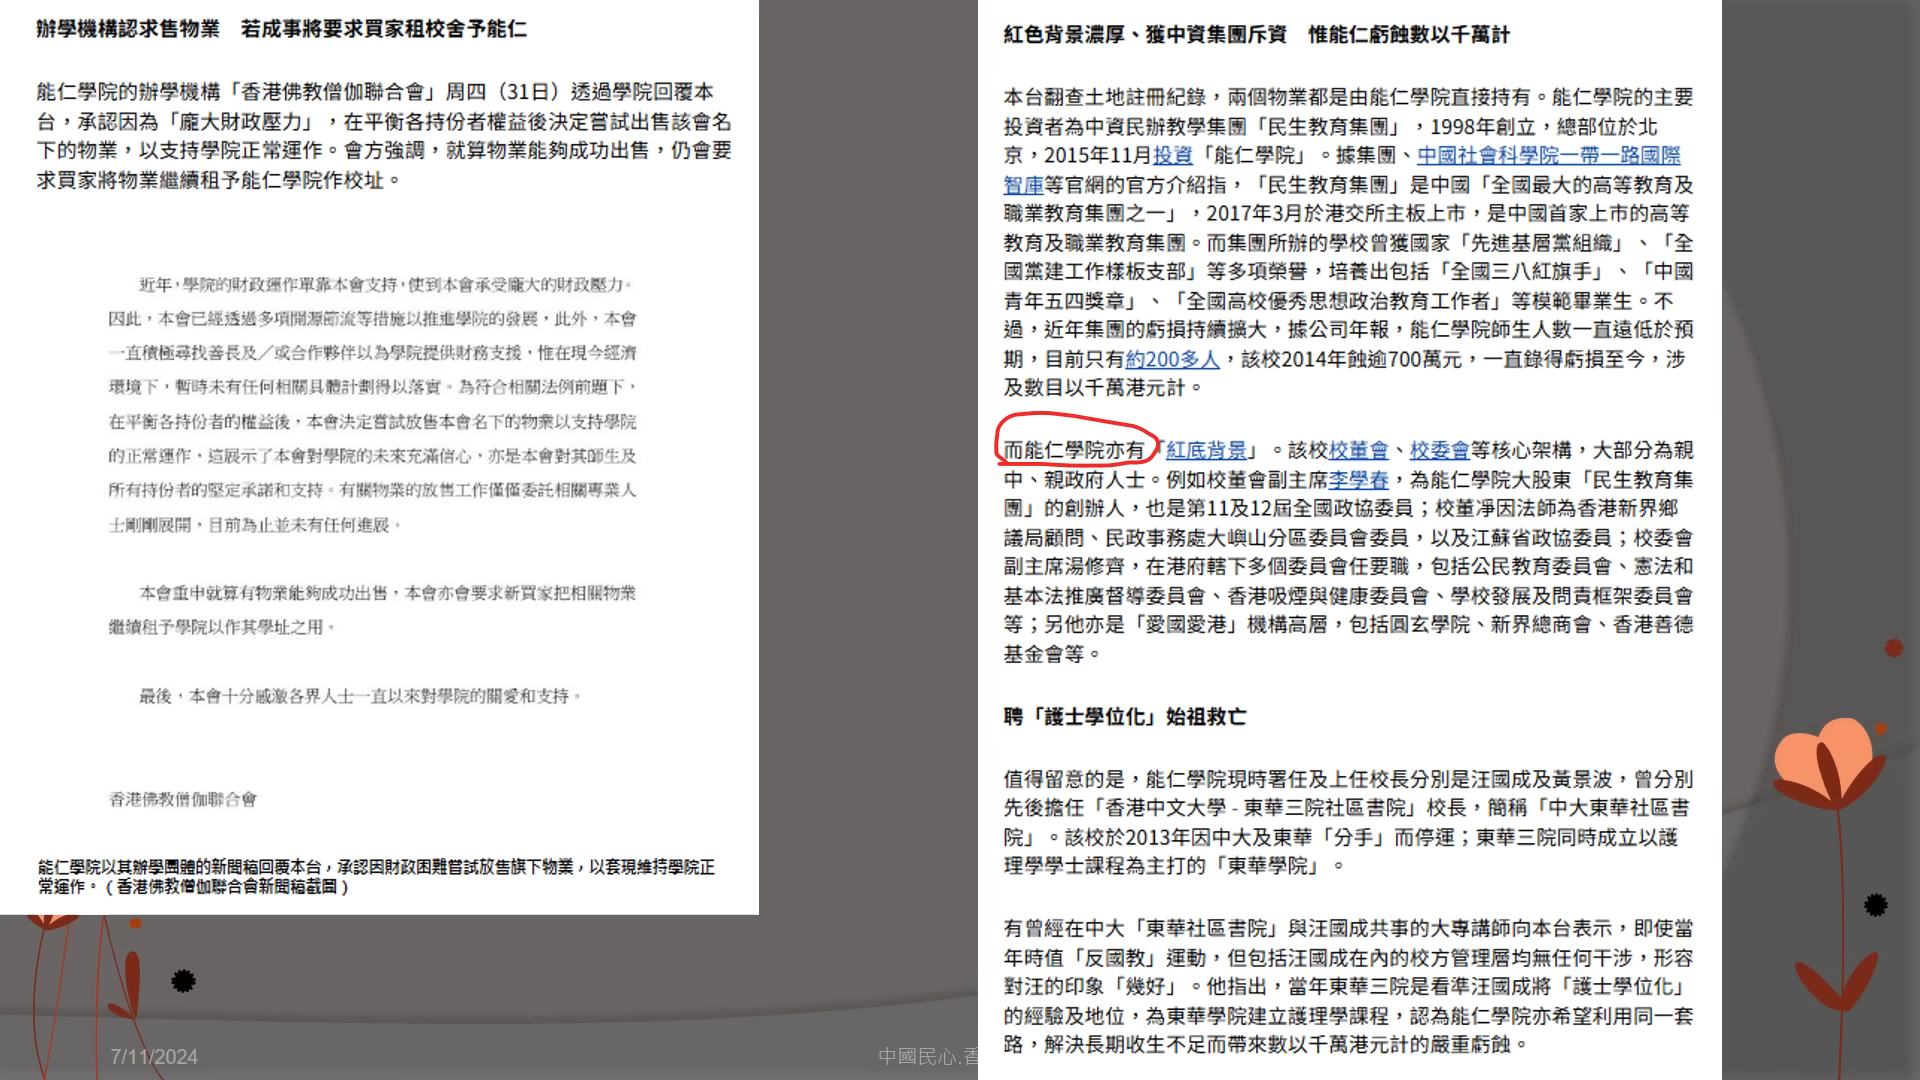 辦學機構認求售物業　若成事將要求買家租校舍予能仁
能仁學院的辦學機構「香港佛教僧伽聯合會」周四（31日）透過學院回覆本
台，承認因為「龐大財政壓力」，在平衡各持份者權益後決定嘗試出售該會名
下的物業，以支持學院正常運作。會方強調，就算物業能夠成功出售，仍會要
求買家將物業繼續租予能仁學院作校址。
近年，學院的財政運作單靠本會支持，使到本會承受龐大的財政壓力。
因此，本會已經透過多項開源節流等措施以推進學院的發展，此外，本會
一直積極尋找善長及／或合作夥伴以為學院提供財務支援，惟在現今經濟
環境下，暫時未有任何相關具體計劃得以落實。為符合相關法例前題下，
在平衡各持份者的權益後，本會決定嘗試放售本會名下的物業以支持學院
的正常運作，這展示了本會對學院的未來充滿信心，亦是本會對其師生及
所有持份者的堅定承諾和支持。有關物業的放售工作僅僅委託相關專業人
士剛剛展開，目前為止並未有任何進展。
本會重申就算有物業能夠成功出售，本會亦會要求新買家把相關物業
繼續租予學院以作其學址之用。
最後，本會十分感激各界人士一直以來對學院的關愛和支持。
香港佛教僧伽聯合會
能仁學院以其辦學團體的新聞稿回覆本台，承認因財政困難嘗試放售旗下物業，以套現維持學院正
常運作。（香港佛教僧伽聯合會新聞稿截圖）
7/11/2024
中國民心.香
紅色背景濃厚、獲中資集團斥資　惟能仁虧蝕數以千萬計
本台翻查土地註冊紀錄，兩個物業都是由能仁學院直接持有。能仁學院的主要
投資者為中資民辦教學集團「民生教育集團」，1998年創立，總部位於北
京，2015年11月投資「能仁學院」。據集團、中國社會科學院一帶一路國際
智庫等官網的官方介紹指，「民生教育集團」是中國「全國最大的高等教育及
職業教育集團之一」，2017年3月於港交所主板上市，是中國首家上市的高等
教育及職業教育集團。而集團所辦的學校曾獲國家「先進基層黨組織」、「全
國黨建工作樣板支部」等多項榮譽，培養出包括「全國三八紅旗手」、「中國
青年五四獎章」、「全國高校優秀思想政治教育工作者」等模範畢業生。不
過，近年集團的虧損持續擴大，據公司年報，能仁學院師生人數一直遠低於預
期，目前只有約200多人，該校2014年蝕逾700萬元，一直錄得虧損至今，涉
及數目以千萬港元計。
而能仁學院亦有「紅底背景」。該校校董會、校委會等核心架構，大部分為親
中、親政府人士。例如校董會副主席李學春，為能仁學院大股東「民生教育集
團」的創辦人，也是第11及12屆全國政協委員；校董凈因法師為香港新界鄉
議局顧問、民政事務處大嶼山分區委員會委員，以及江蘇省政協委員；校委會
副主席湯修齊，在港府轄下多個委員會任要職，包括公民教育委員會、憲法和
基本法推廣督導委員會、香港吸煙與健康委員會、學校發展及問責框架委員會
等；另他亦是「愛國愛港」機構高層，包括圓玄學院、新界總商會、香港善德
基金會等。
聘「護士學位化」始祖救亡
值得留意的是，能仁學院現時署任及上任校長分別是汪國成及黃景波，曾分別
先後擔任「香港中文大學 - 東華三院社區書院」校長，簡稱「中大東華社區書
院」。該校於2013年因中大及東華「分手」而停運；東華三院同時成立以護
理學學士課程為主打的「東華學院」。
有曾經在中大「東華社區書院」與汪國成共事的大專講師向本台表示，即使當
年時值「反國教」運動，但包括汪國成在內的校方管理層均無任何干涉，形容
對汪的印象「幾好」。他指出，當年東華三院是看準汪國成將「護士學位化」
的經驗及地位，為東華學院建立護理學課程，認為能仁學院亦希望利用同一套
路，解決長期收生不足而帶來數以千萬港元計的嚴重虧蝕。